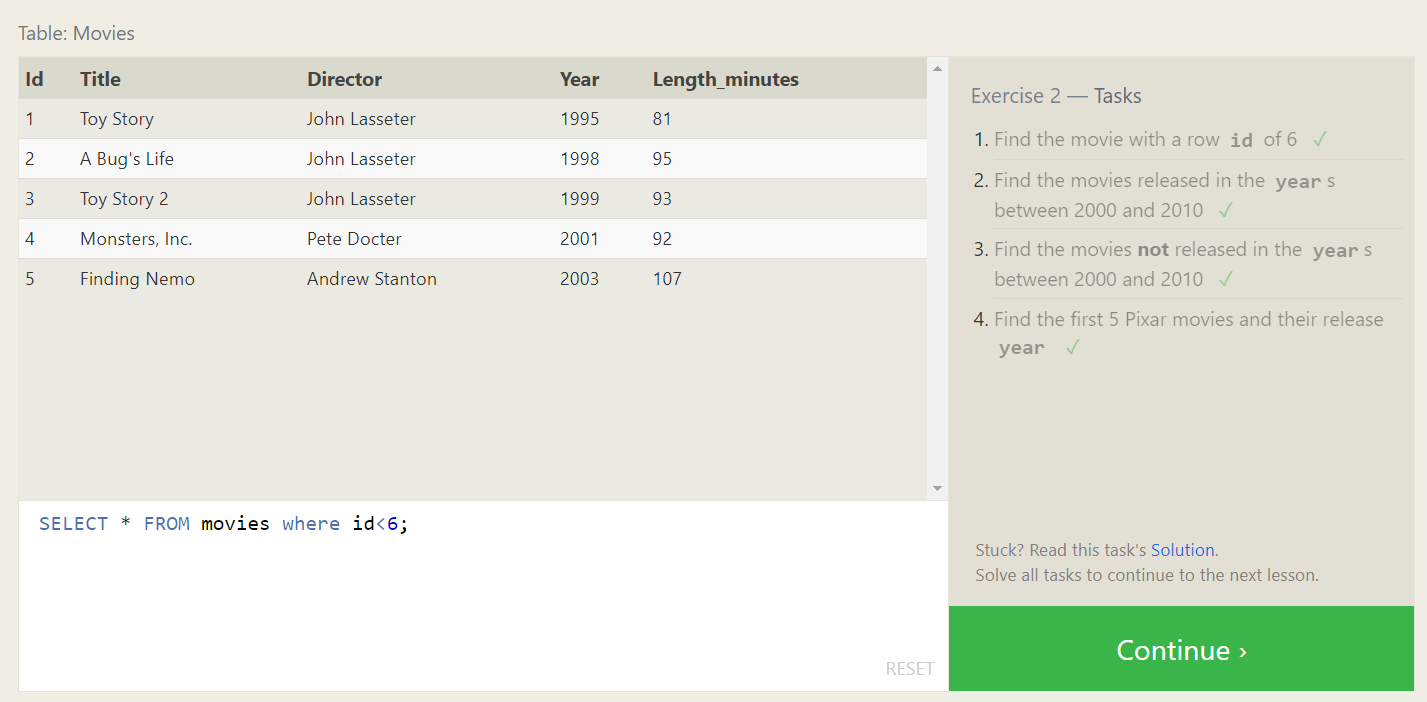 Table: Movies
Id Title Director Year Length_minutes
1 Toy Story John Lasseter 1995 81
2 A Bug's Life John Lasseter 1998 95
3 Toy Story 2 John Lasseter 1999 93
4 Monsters, Inc. Pete Docter 2001 92
5 Finding Nemo Andrew Stanton 2003 107
SELECT * FROM movies where id<6;
RESET
Exercise 2 — Tasks
1. Find the movie with a row id of 6 ✓
2. Find the movies released in the year s
between 2000 and 2010 ✓
3. Find the movies not released in the year s
between 2000 and 2010 ✓
4. Find the first 5 Pixar movies and their release
year ✓
Stuck? Read this task's Solution.
Solve all tasks to continue to the next lesson.
Continue ›